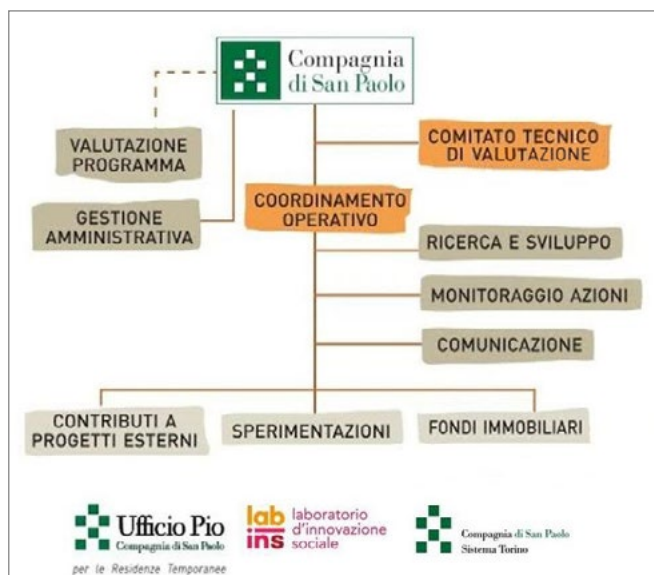 Compagnia
di San Paolo
VALUTAZIONE
PROGRAMMA
COMITATO TECNICO
DI VALUTAZIONE
GESTIONE
AMMINISTRATIVA
COORDINAMENTO
OPERATIVO
RICERCA E SVILUPPO
MONITORAGGIO AZIONI
COMUNICAZIONE
CONTRIBUTI A
PROGETTI ESTERNI
SPERIMENTAZIONI
FONDI IMMOBILIARI
Ufficio Pio
Compagnia di San Paolo
per le Residenze Temporanee
lab
ins
laboratorio
d'innovazione
sociale
Compagnia di San Paolo
Sistema Torino